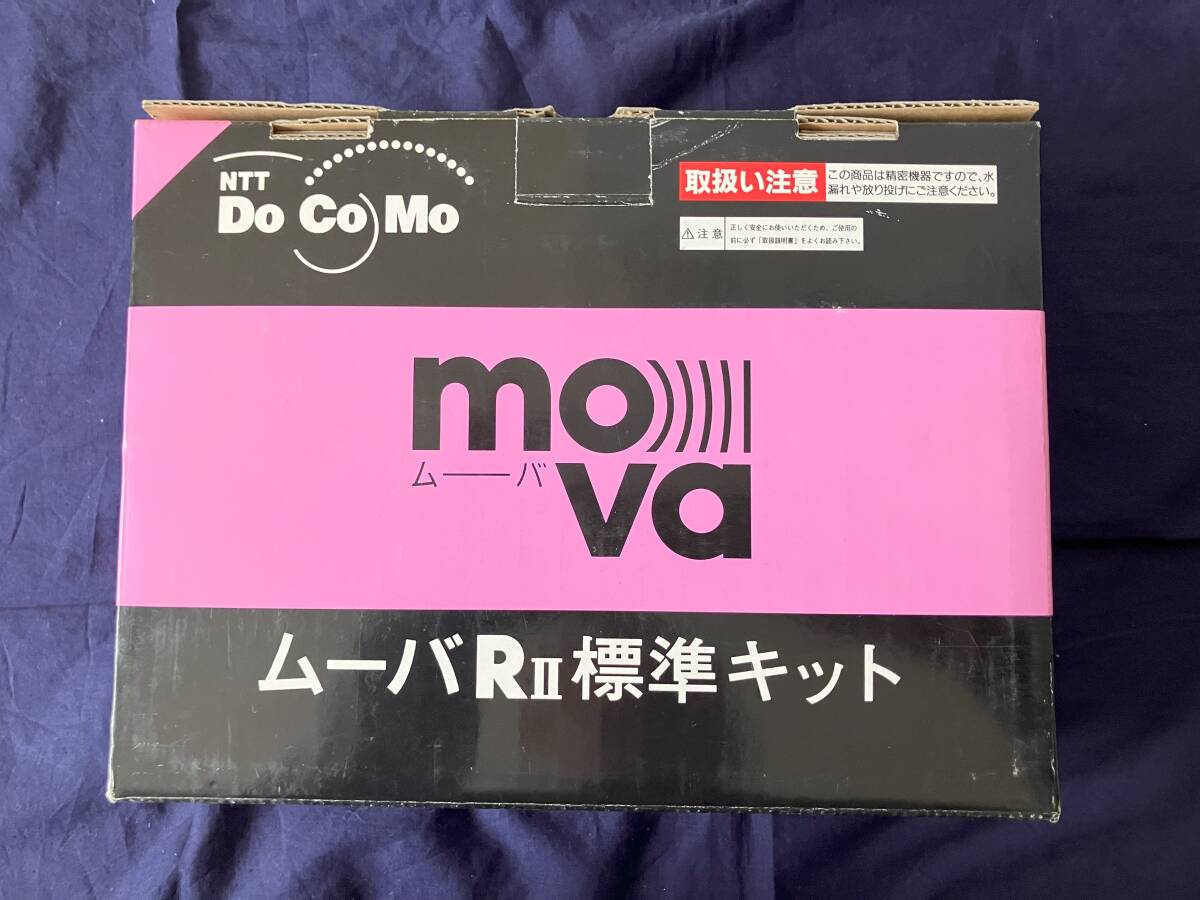 NTT
DoCoMo
取扱い注意
この商品は精密機器ですので、水
漏れや放り投げにご注意ください。
注意
正しく安全にお使いいただくため、ご使用の
前に必ず「取扱説明書」をよくお読み下さい。
mo
ムーバ
va
ムーバRⅡ標準キット